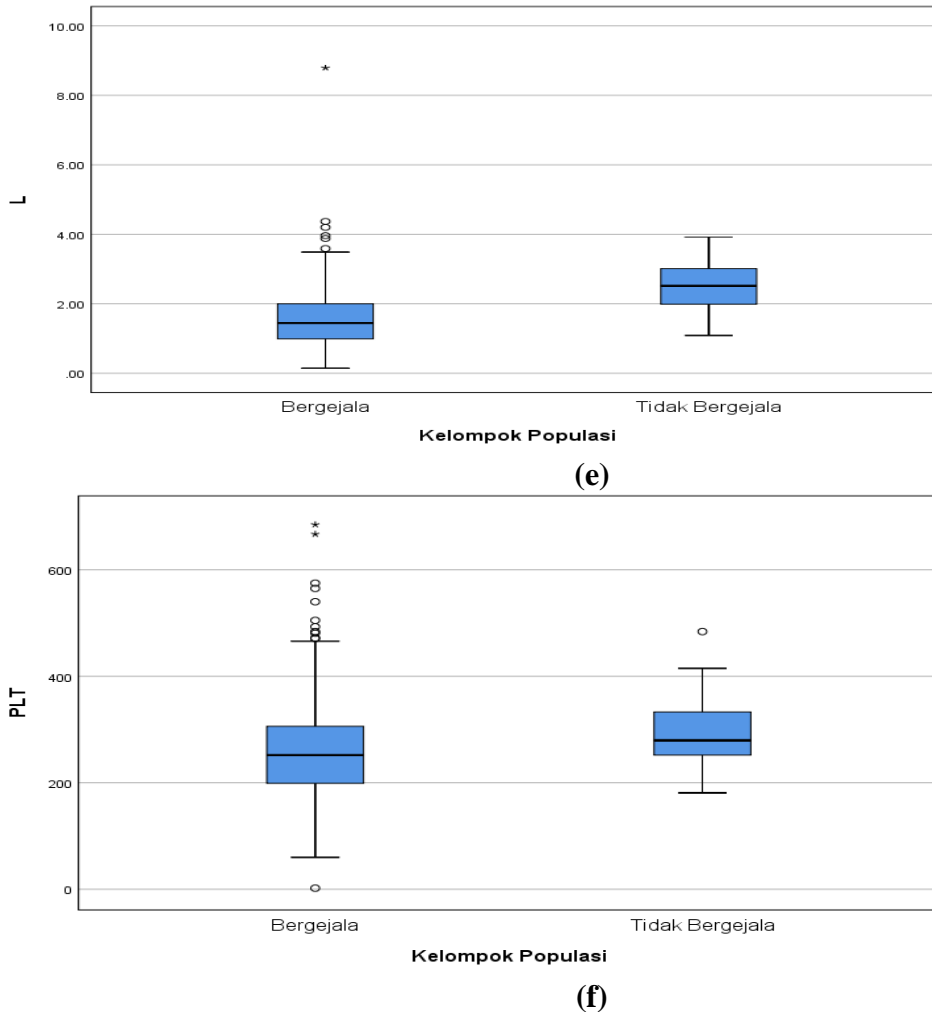 10.00
8.00
6.00
4.00
2.00
.00
L
*
Bergejala
Tidak Bergejala
Kelompok Populasi
(e)
600
400
200
0
PLT
*
*
Bergejala
Tidak Bergejala
Kelompok Populasi
(f)